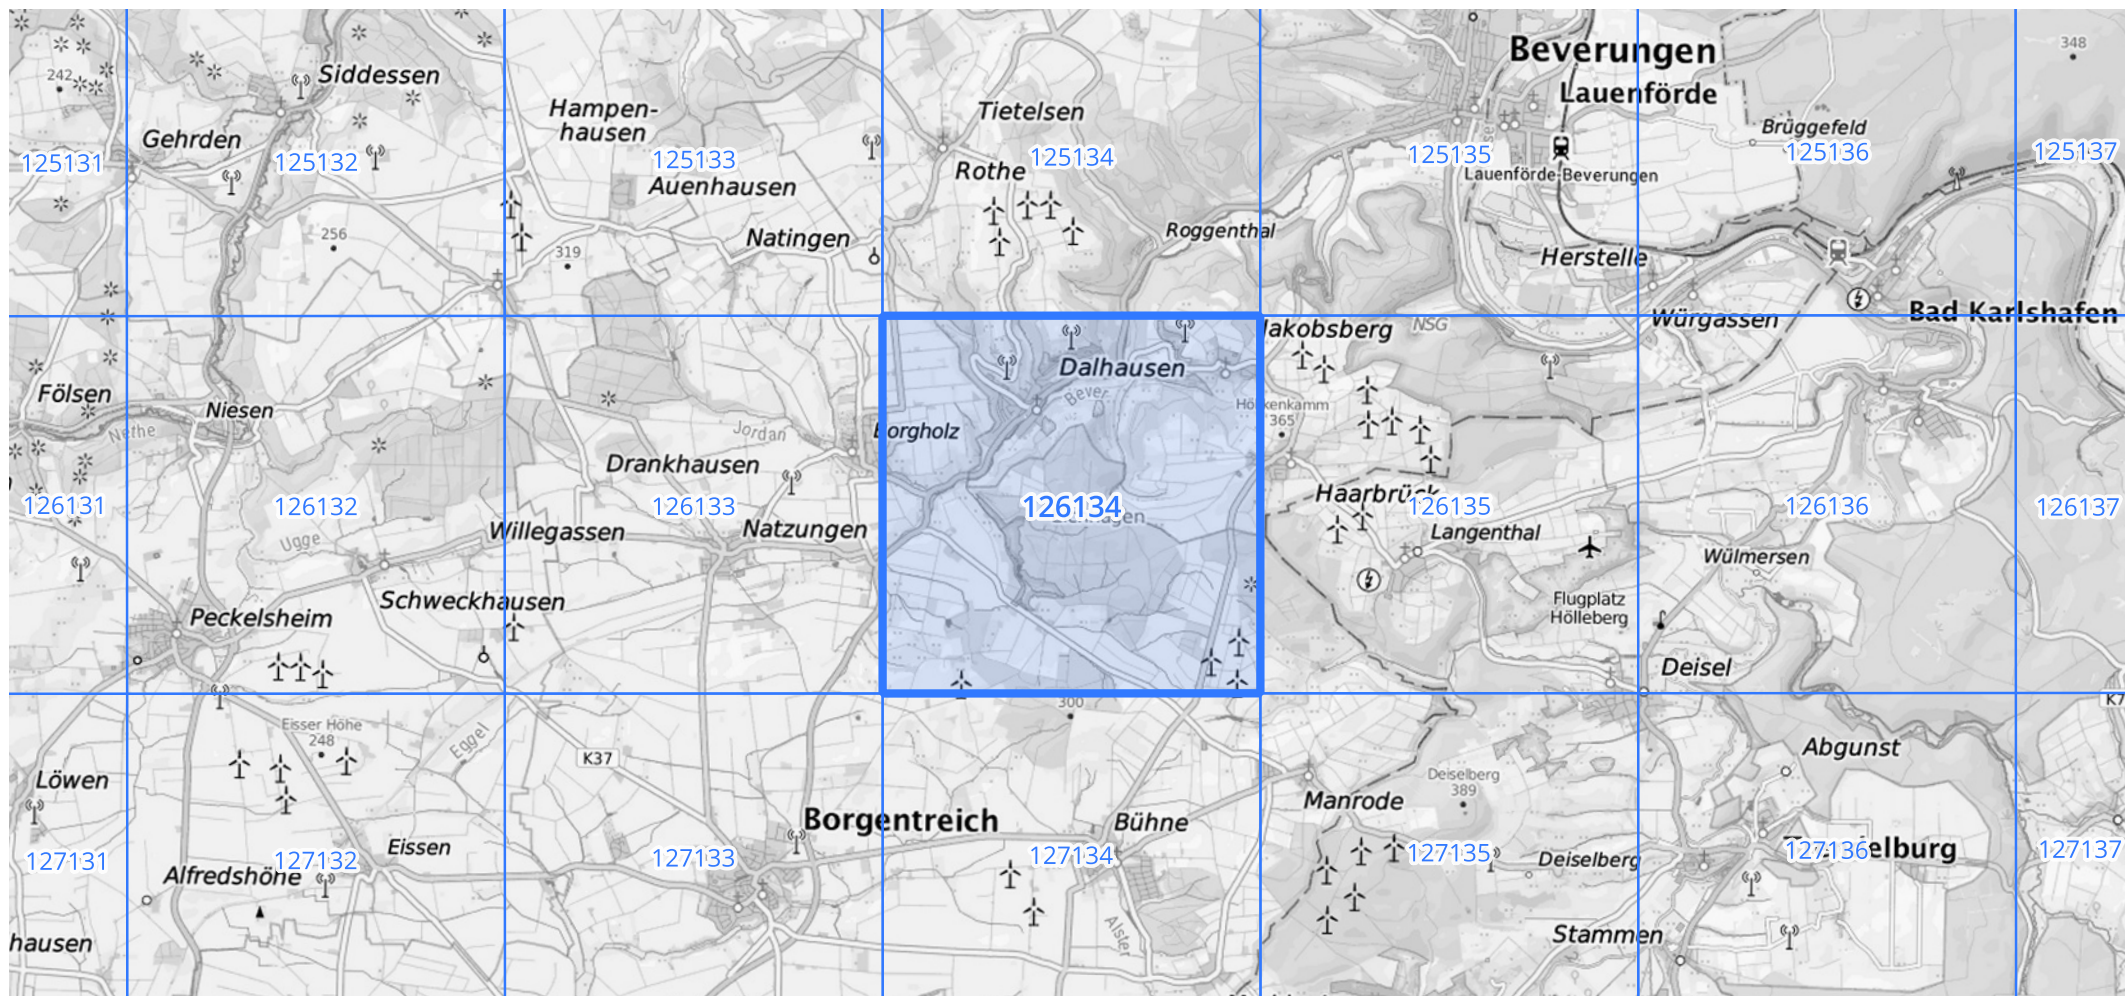 Beverungen
348
242
Siddessen
Lauenförde
Hampen-
hausen
Tietelsen
Gehrden
Brüggefeld
125131
125132
125133
125134
125135
125136
125137
Rothe
Lauenförde-Beverungen
Auenhausen
256
Natingen
Roggenthal
319
Herstelle
Bad Karlshafen
Würgassen
NSG
Jakobsberg
Dalhausen
Fölsen
Bever
Niesen
365
Nethe
Jordan
Borgholz
Drankhausen
Haarbrück
126131
126132
126133
126134
126135
126136
126137
Willegassen
Natzungen
Langenthal
Ugge
Wülmersen
Schweckhausen
Flugplatz
Hölleberg
Peckelsheim
Deisel
K7
300
Eisser Höhe
248
Eggel
K37
Abgunst
Löwen
Deiselberg
389
Manrode
Borgentreich
Bühne
Eissen
127131
127132
127133
127134
127135
127136
127137
elburg
Deiselberg
Alfredshöhe
Alster
hausen
Stammen